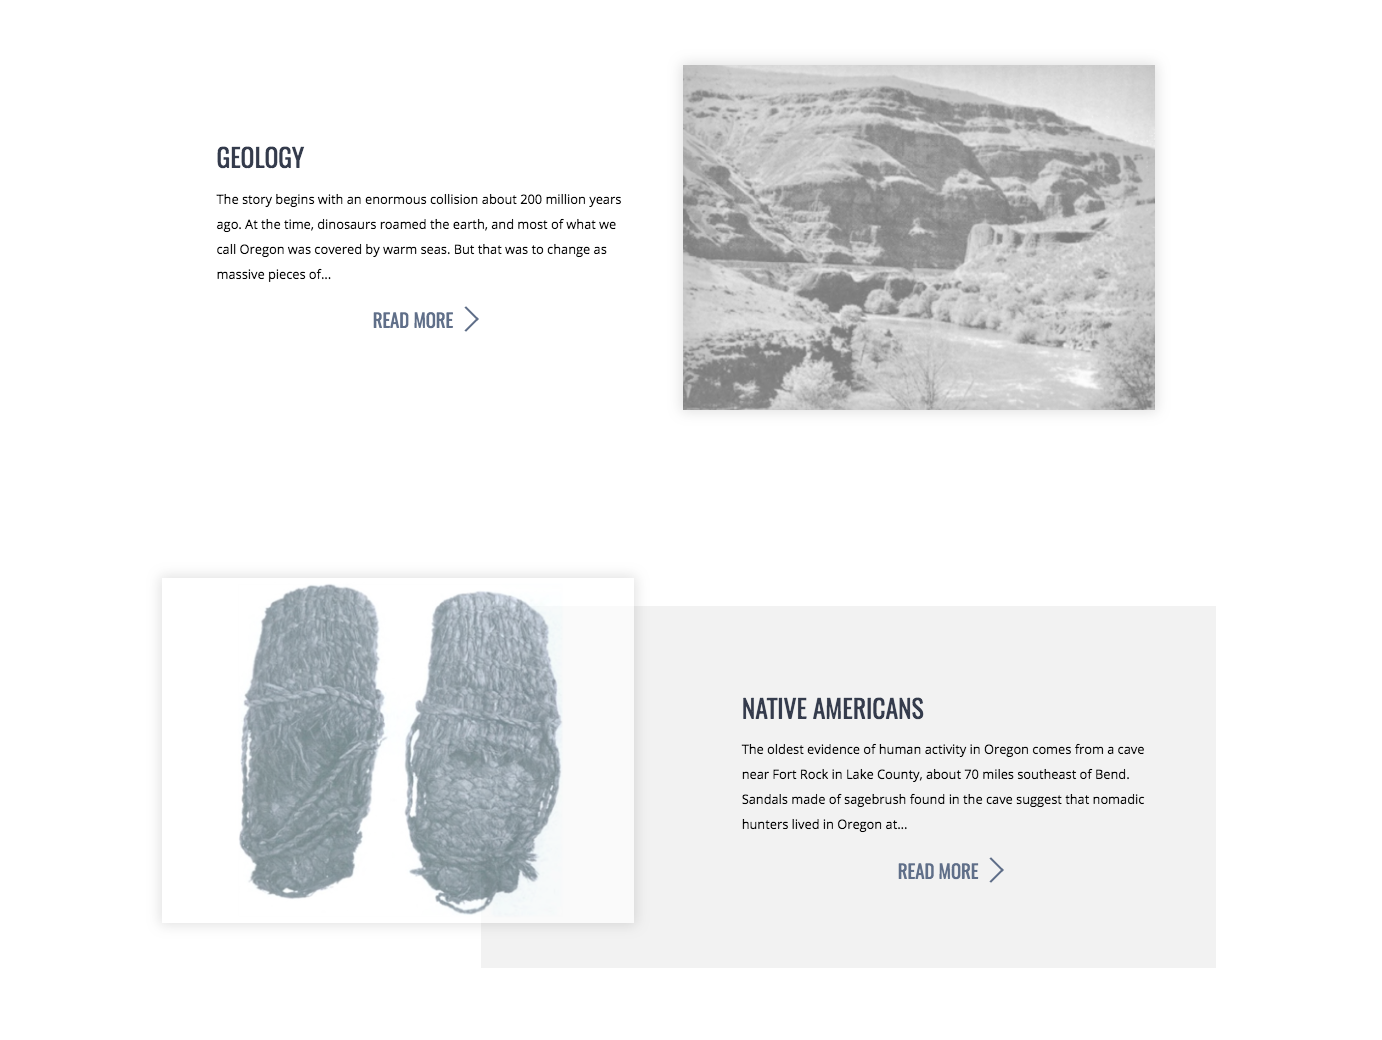 GEOLOGY
The story begins with an enormous collision about 200 million years
ago. At the time, dinosaurs roamed the earth, and most of what we
call Oregon was covered by warm seas. But that was to change as
massive pieces of...
READ MORE
NATIVE AMERICANS
The oldest evidence of human activity in Oregon comes from a cave
near Fort Rock in Lake County, about 70 miles southeast of Bend.
Sandals made of sagebrush found in the cave suggest that nomadic
hunters lived in Oregon at...
READ MORE